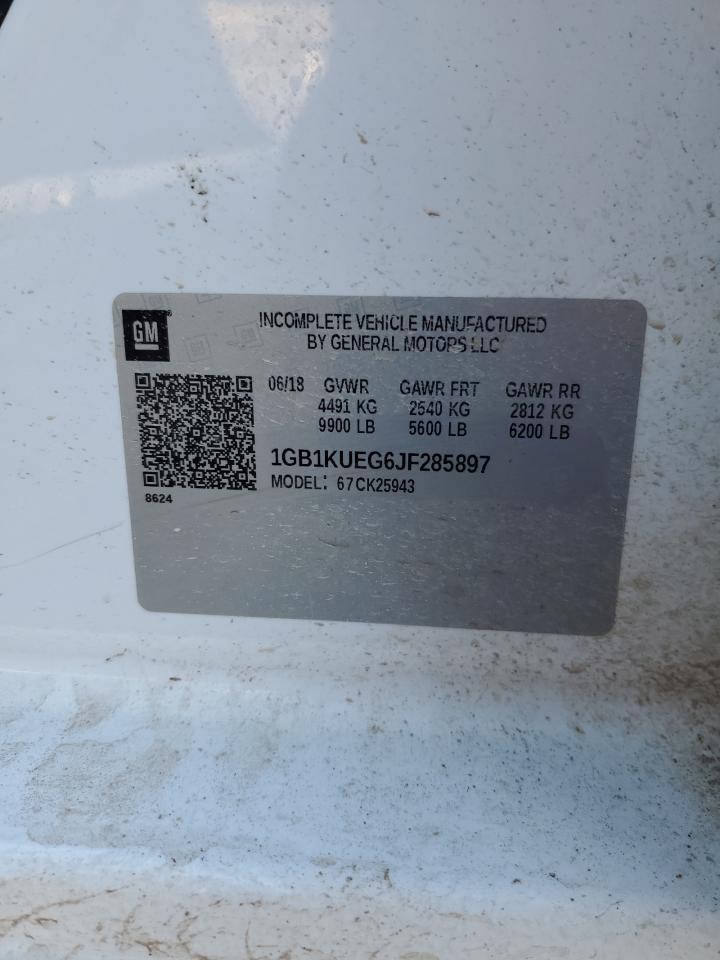 GM
INCOMPLETE VEHICLE MANUFACTURED
BY GENERAL MOTORS LLC
06/18 GVWR GAWR FRT GAWR RR
4491 KG 2540 KG 2812 KG
9900 LB 5600 LB 6200 LB
1GB1KUEG6JF285897
MODEL: 67CK25943
8624